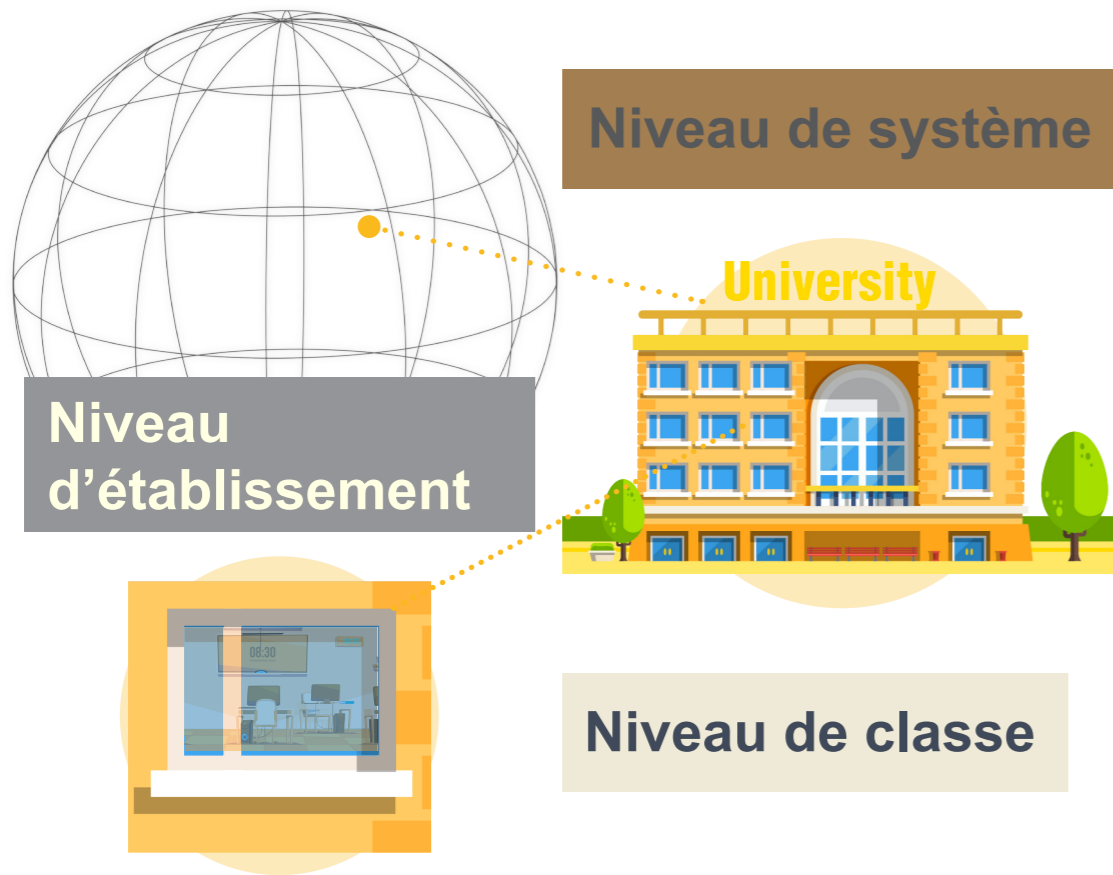 Niveau de système
University
Niveau
d’établissement
08:30
Niveau de classe